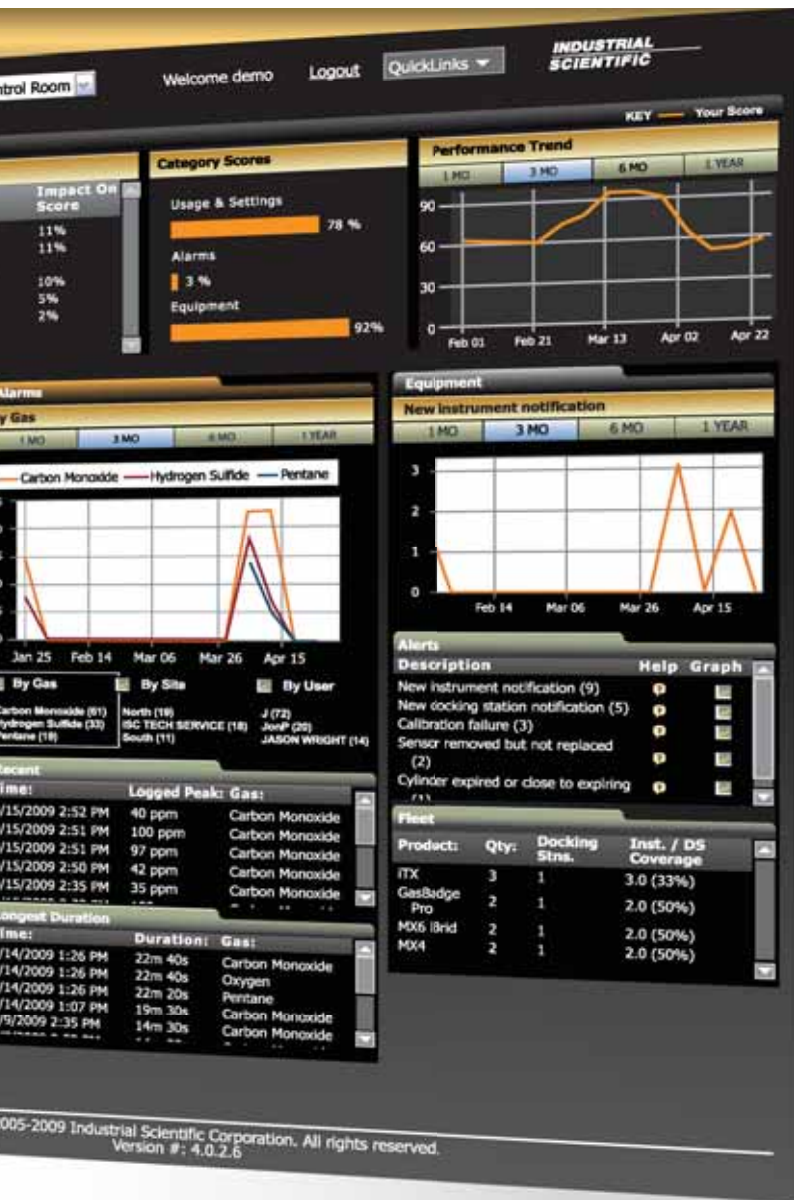 ntrol Room
Welcome demo
Logout
QuickLinks
INDUSTRIAL
SCIENTIFIC
KEY
Your Score
Impact On
Score
11%
11%
10%
5%
2%
Category Scores
Usage & Settings
78 %
Alarms
3 %
Equipment
92%
Performance Trend
1 MO 3 MO 6 MO 1 YEAR
90
60
30
0
Feb 01 Feb 21 Mar 13 Apr 02 Apr 22
Alarms
y Gas
1 MO 3 MO 6 MO 1 YEAR
Carbon Monoxide Hydrogen Sulfide Pentane
Jan 25 Feb 14 Mar 06 Mar 26 Apr 15
By Gas By Site By User
Carbon Monoxide (61) North (19) J (72)
Hydrogen Sulfide (33) ISC TECH SERVICE (18) JonP (20)
Pentane (19) South (11) JASON WRIGHT (14)
Recent
Time: Logged Peak: Gas:
/15/2009 2:52 PM 40 ppm Carbon Monoxide
/15/2009 2:51 PM 100 ppm Carbon Monoxide
/15/2009 2:51 PM 97 ppm Carbon Monoxide
/15/2009 2:50 PM 42 ppm Carbon Monoxide
/15/2009 2:35 PM 35 ppm Carbon Monoxide
Longest Duration
Time: Duration: Gas:
/14/2009 1:26 PM 22m 40s Carbon Monoxide
/14/2009 1:26 PM 22m 40s Oxygen
/14/2009 1:26 PM 22m 20s Pentane
/14/2009 1:07 PM 19m 30s Carbon Monoxide
/9/2009 2:35 PM 14m 30s Carbon Monoxide
Equipment
New instrument notification
1 MO 3 MO 6 MO 1 YEAR
3
2
1
0
Feb 14 Mar 06 Mar 26 Apr 15
Alerts
Description Help Graph
New instrument notification (9)
New docking station notification (5)
Calibration failure (3)
Sensor removed but not replaced
(2)
Cylinder expired or close to expiring
(1)
Fleet
Product: Qty: Docking Stns. Inst. / DS Coverage
iTX 3 1 3.0 (33%)
GasBadge Pro 2 1 2.0 (50%)
MX6 iBrid 2 1 2.0 (50%)
MX4 2 1 2.0 (50%)
005-2009 Industrial Scientific Corporation. All rights reserved.
Version #: 4.0.2.6